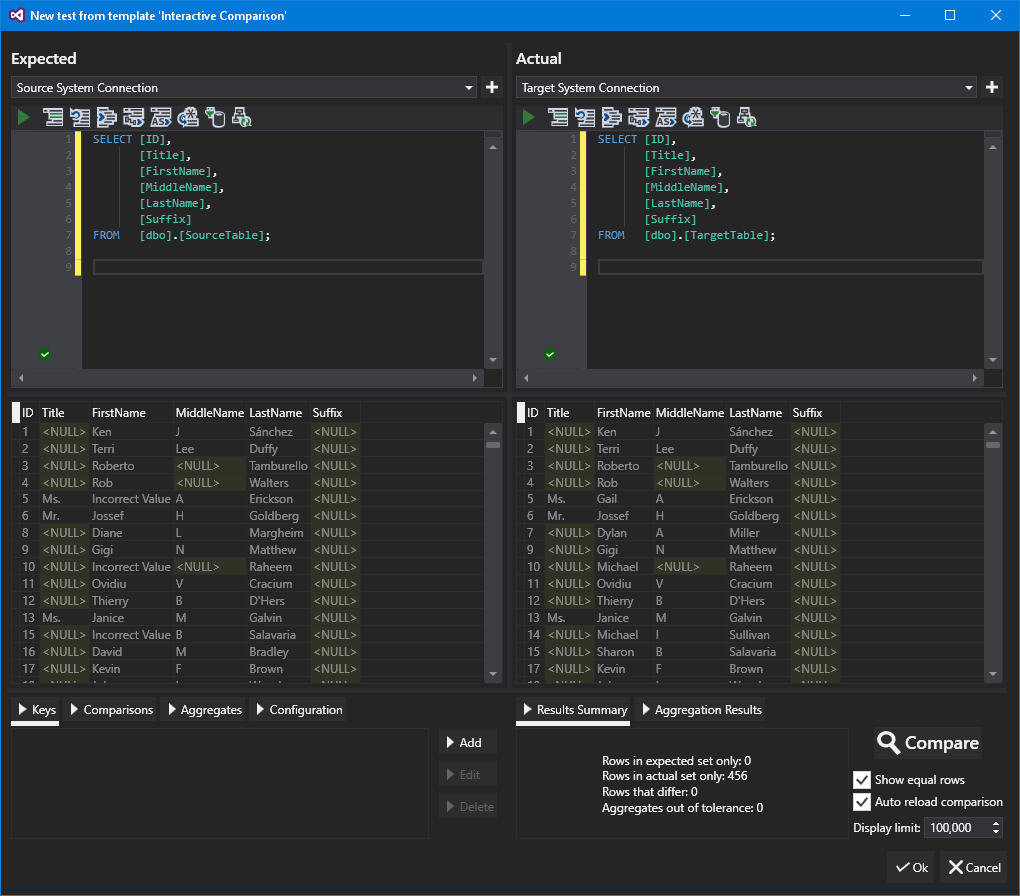 New test from template 'Interactive Comparison'
Expected
Source System Connection
1 SELECT [ID],
2 [Title],
3 [FirstName],
4 [MiddleName],
5 [LastName],
6 [Suffix]
7 FROM [dbo].[SourceTable];
8
9
ID Title FirstName MiddleName LastName Suffix
1 <NULL> Ken J Sánchez <NULL>
2 <NULL> Terri Lee Duffy <NULL>
3 <NULL> Roberto <NULL> Tamburello <NULL>
4 <NULL> Rob <NULL> Walters <NULL>
5 Ms. Incorrect Value A Erickson <NULL>
6 Mr. Jossef H Goldberg <NULL>
8 <NULL> Diane L Margheim <NULL>
9 <NULL> Gigi N Matthew <NULL>
10 <NULL> Incorrect Value <NULL> Raheem <NULL>
11 <NULL> Ovidiu V Cracium <NULL>
12 <NULL> Thierry B D'Hers <NULL>
13 Ms. Janice M Galvin <NULL>
15 <NULL> Incorrect Value B Salavaria <NULL>
16 <NULL> David M Bradley <NULL>
17 <NULL> Kevin F Brown <NULL>
Keys Comparisons Aggregates Configuration
Add
Edit
Delete
Actual
Target System Connection
1 SELECT [ID],
2 [Title],
3 [FirstName],
4 [MiddleName],
5 [LastName],
6 [Suffix]
7 FROM [dbo].[TargetTable];
8
9
ID Title FirstName MiddleName LastName Suffix
1 <NULL> Ken J Sánchez <NULL>
2 <NULL> Terri Lee Duffy <NULL>
3 <NULL> Roberto <NULL> Tamburello <NULL>
4 <NULL> Rob <NULL> Walters <NULL>
5 Ms. Gail A Erickson <NULL>
6 Mr. Jossef H Goldberg <NULL>
7 <NULL> Dylan A Miller <NULL>
9 <NULL> Gigi N Matthew <NULL>
10 <NULL> Michael <NULL> Raheem <NULL>
11 <NULL> Ovidiu V Cracium <NULL>
12 <NULL> Thierry B D'Hers <NULL>
13 Ms. Janice M Galvin <NULL>
14 <NULL> Michael I Sullivan <NULL>
15 <NULL> Sharon B Salavaria <NULL>
17 <NULL> Kevin F Brown <NULL>
Results Summary Aggregation Results
Rows in expected set only: 0
Rows in actual set only: 456
Rows that differ: 0
Aggregates out of tolerance: 0
Compare
Show equal rows
Auto reload comparison
Display limit: 100,000
Ok Cancel